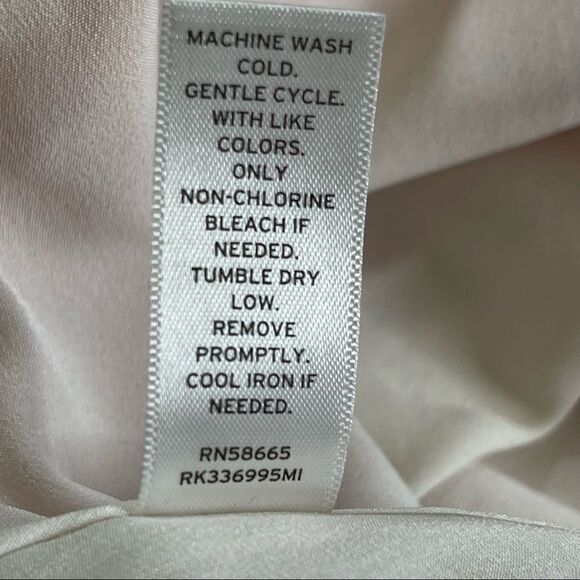 MACHINE WASH
COLD.
GENTLE CYCLE.
WITH LIKE
COLORS.
ONLY
NON-CHLORINE
BLEACH IF
NEEDED.
TUMBLE DRY
LOW.
REMOVE
PROMPTLY.
COOL IRON IF
NEEDED.
RN58665
RK336995MI